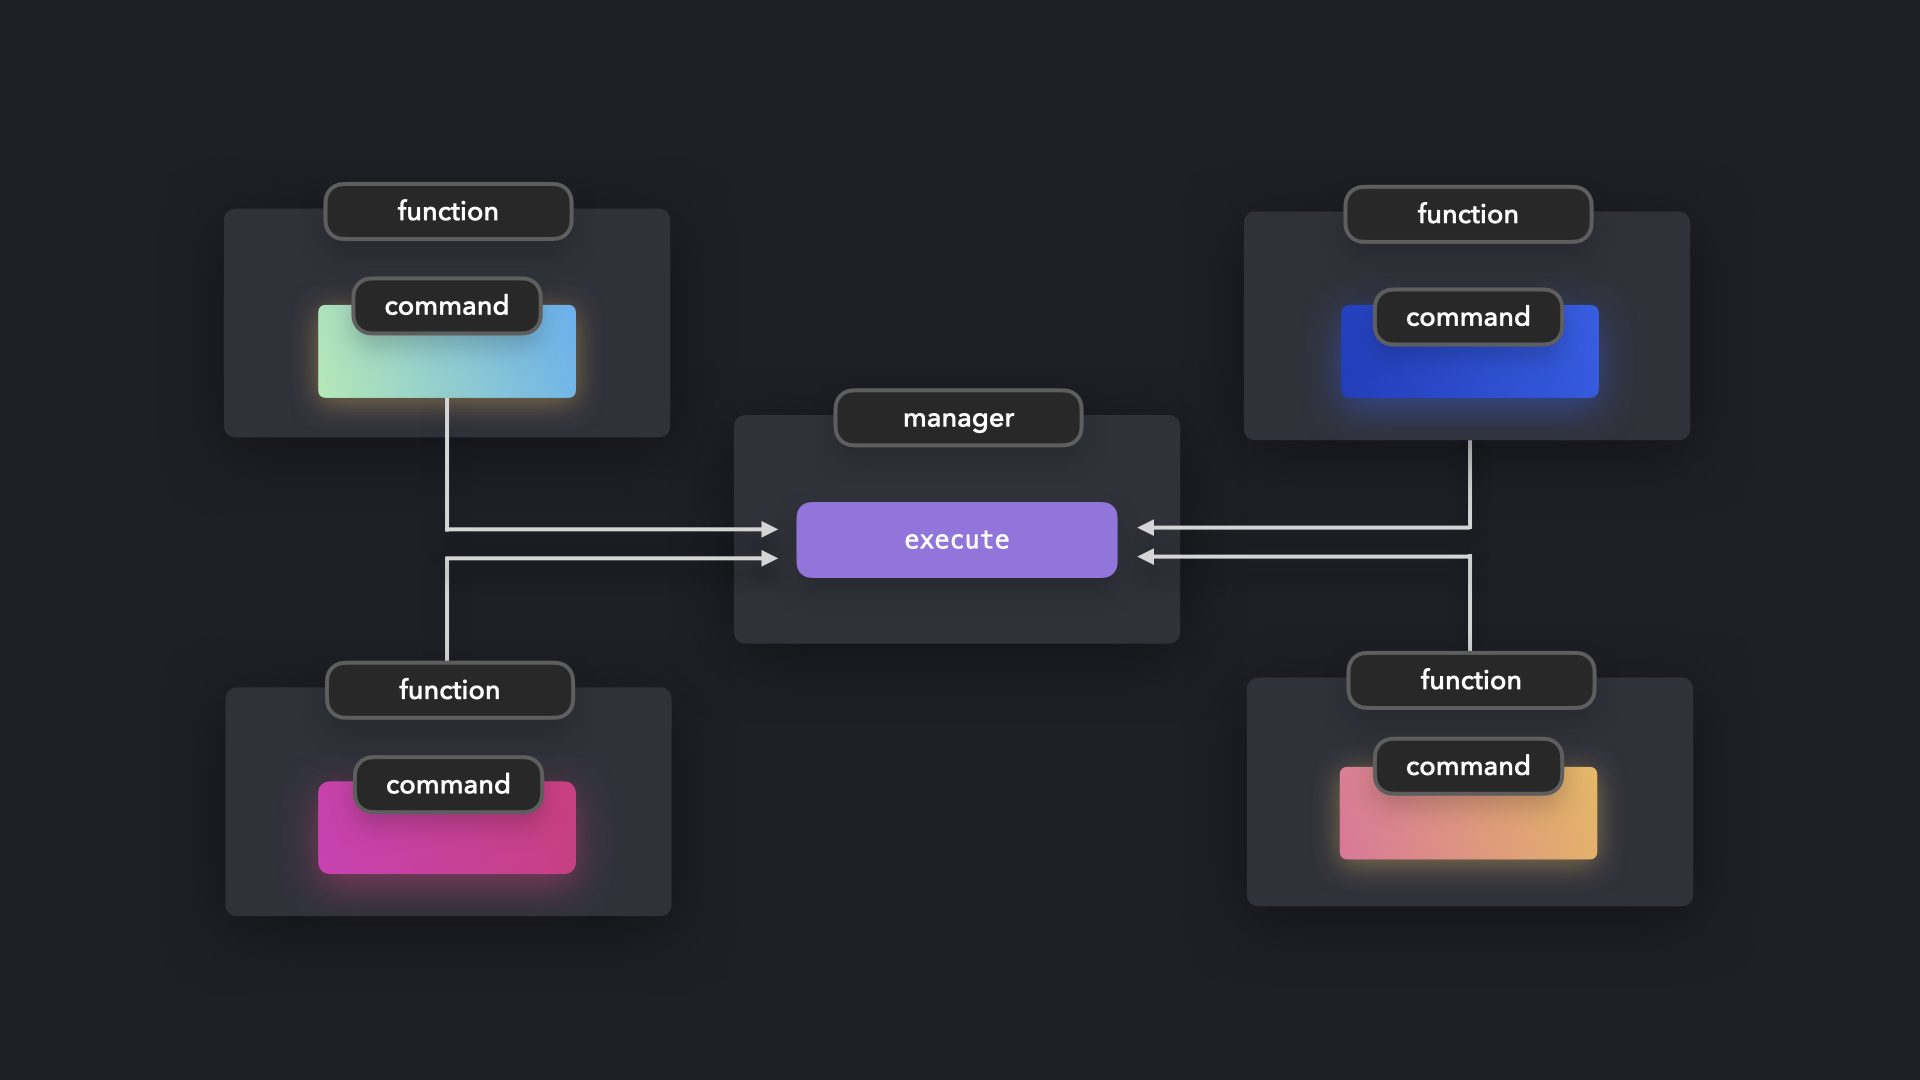 function
command
function
command
manager
execute
function
command
function
command